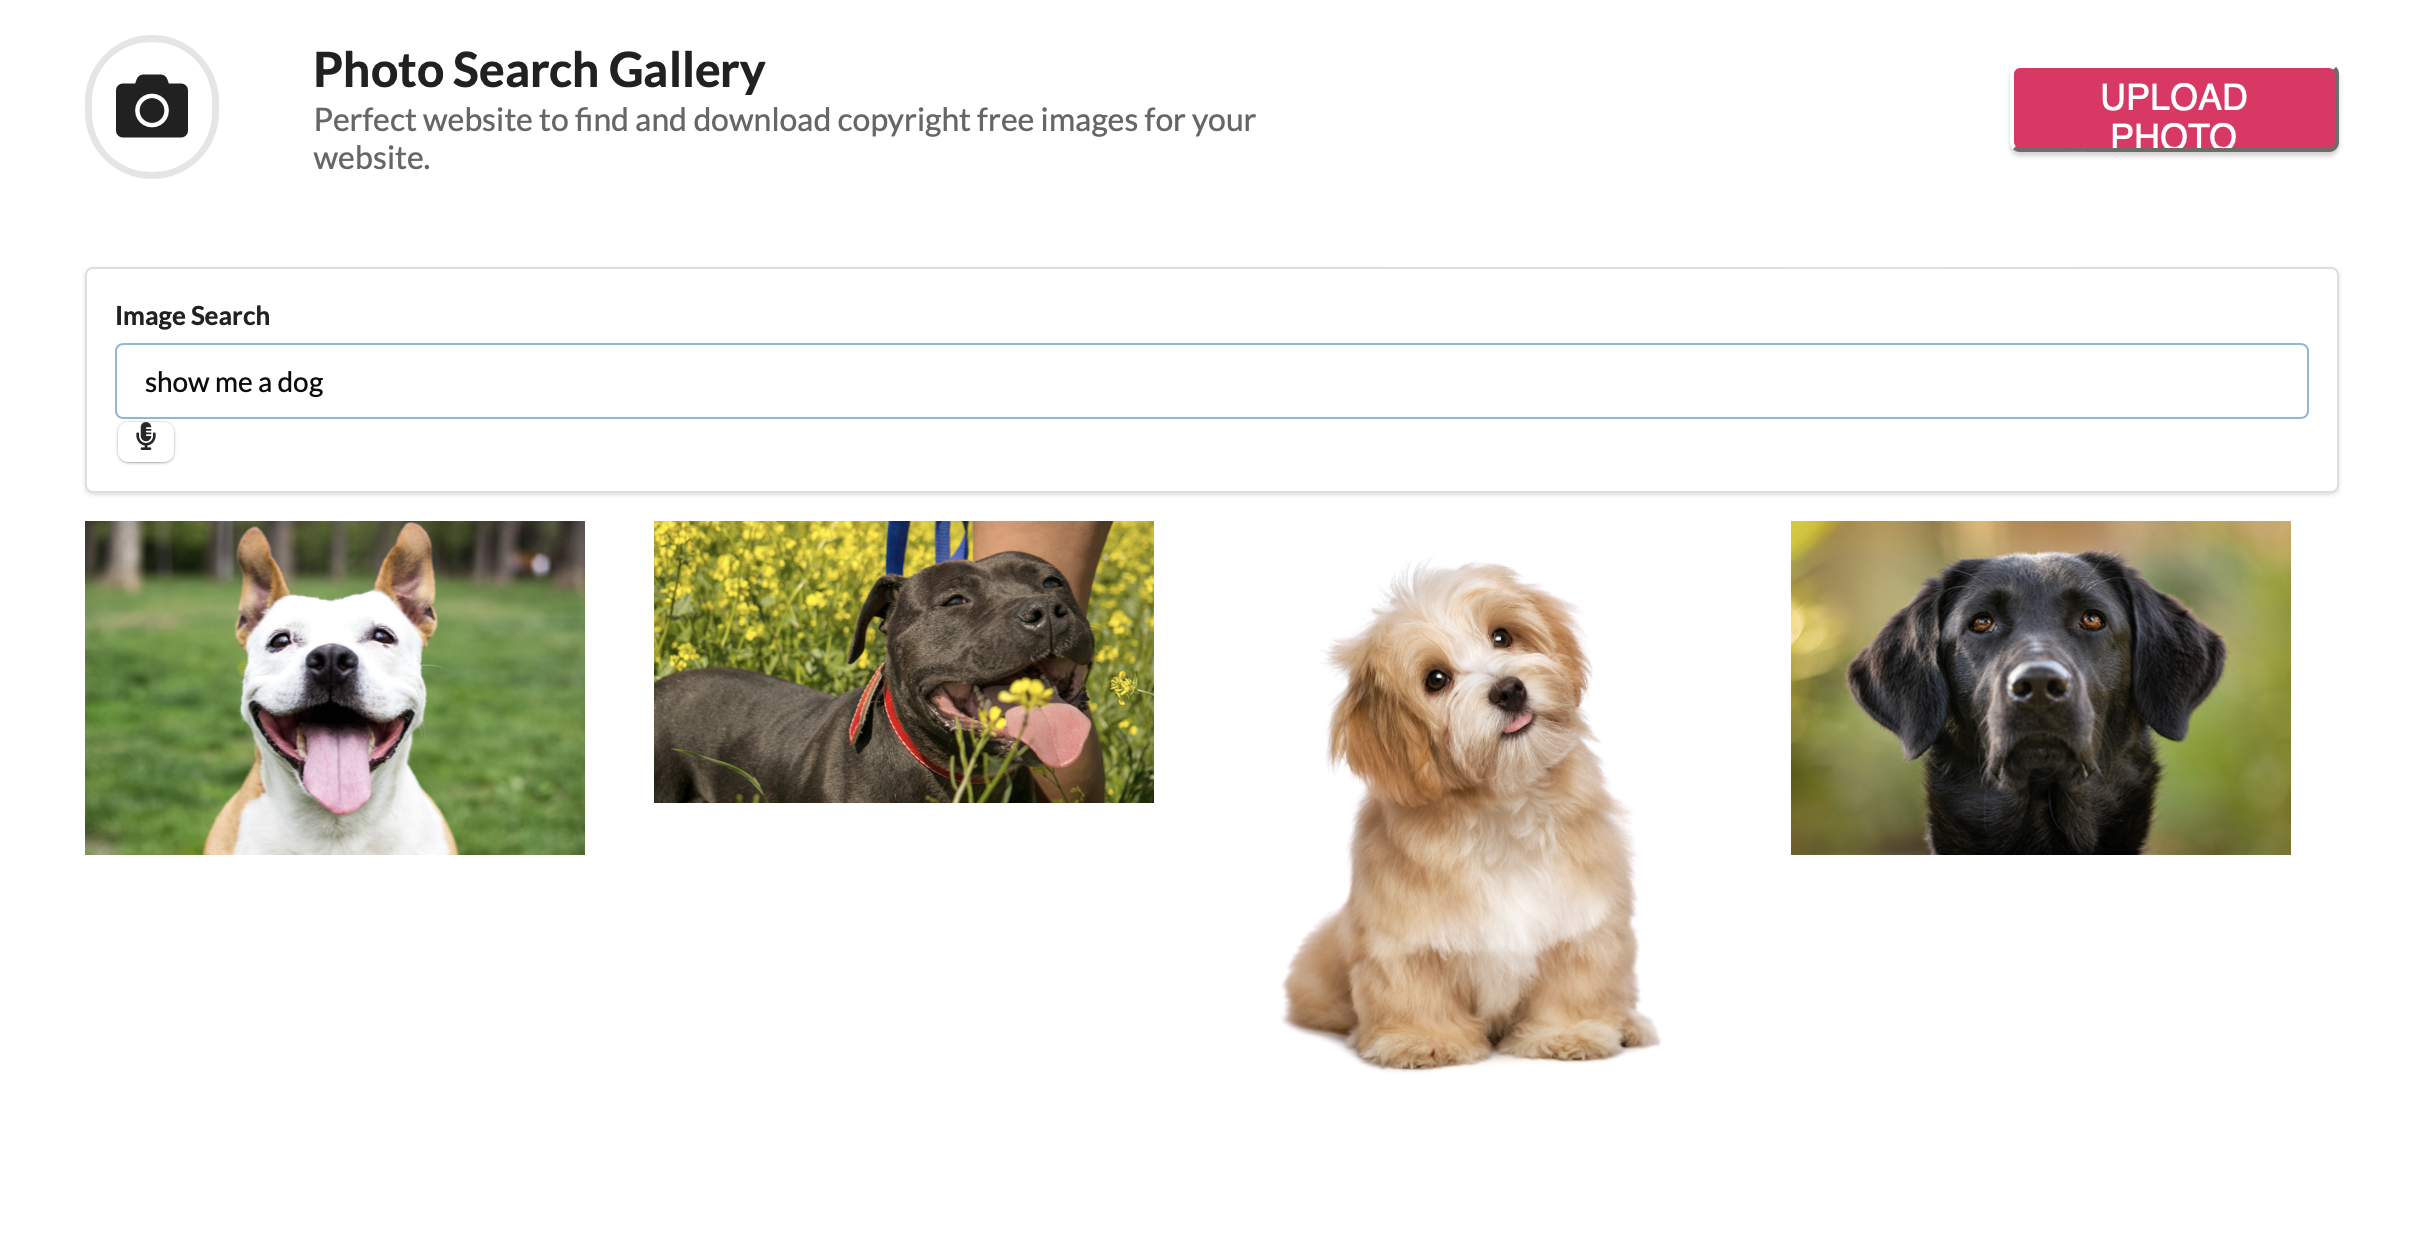 Photo Search Gallery
Perfect website to find and download copyright free images for your
website.
UPLOAD
PHOTO
Image Search
show me a dog